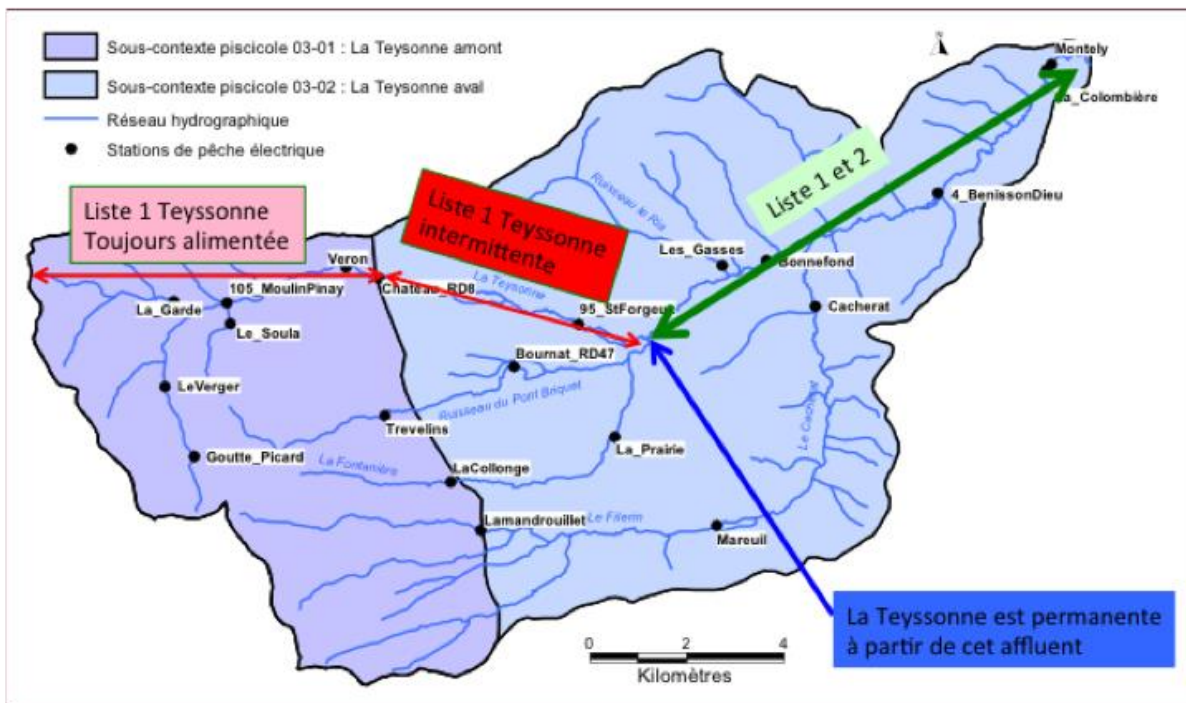 Sous-contexte piscicole 03-01 : La Teysonne amont
Sous-contexte piscicole 03-02 : La Teysonne aval
Réseau hydrographique
Stations de pêche électrique
N
Montely
La_Colombière
Liste 1 et 2
4_BenissonDieu
Ruisseau le Ria
Liste 1 Teyssonne
Toujours alimentée
Liste 1 Teyssonne
intermittente
Les_Gasses
Bonnefond
Veron
Chateau_RD8
La Teysonne
105_MoulinPinay
La_Garde
Le_Soula
95_StForgeux
Cacherat
Bournat_RD47
LeVerger
Ruisseau du Pont Briquet
Le Cacherat
Trevelins
La_Prairie
Goutte_Picard
La Fontanière
LaCollonge
Lamandrouillet
Le Filerin
Mareuil
La Teyssonne est permanente
à partir de cet affluent
0 2 4
Kilomètres